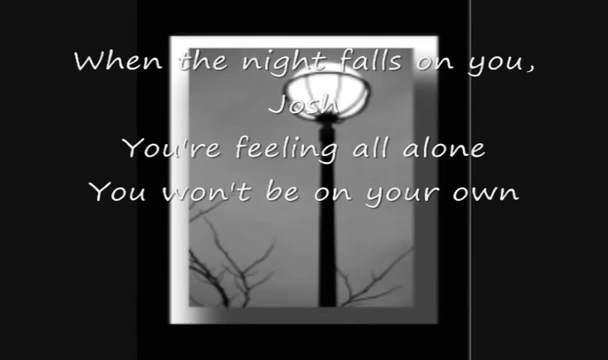 When the night falls on you,
Josh
You're feeling all alone
You won't be on your own